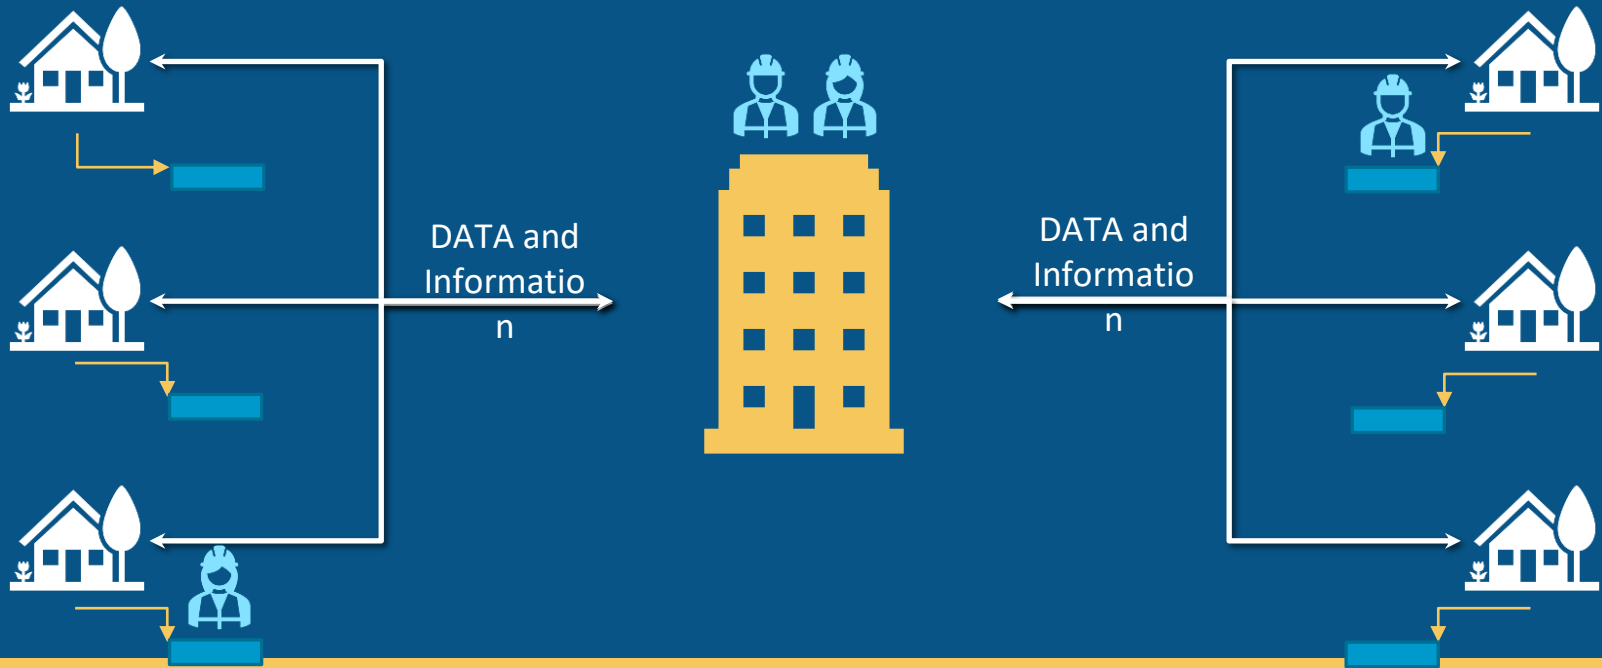 DATA and
Informatio
n
DATA and
Informatio
n